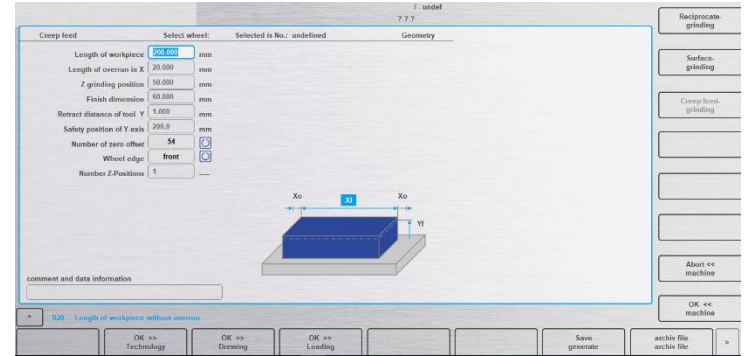 / - undef
? ? ?
Creep feed Select wheel: Selected is No.: undefined Geometry
Length of workpiece 200.000 mm
Length of overrun in X 20.000 mm
Z grinding position 50.000 mm
Finish dimension 60.000 mm
Retract distance of tool Y 1.000 mm
Safety position of Y-axis 200.0 mm
Number of zero offset 54
Wheel edge front
Number Z-Positions 1 __
Xo Xl Xo
Yf
comment and data information
^ R20 Length of workpiece without overrun
OK >>
Technology
OK >>
Dressing
OK >>
Loading
Save
generate
archiv file
archiv file
>
Reciprocate-
grinding
Surface-
grinding
Creep feed-
grinding
Abort <<
machine
OK <<
machine